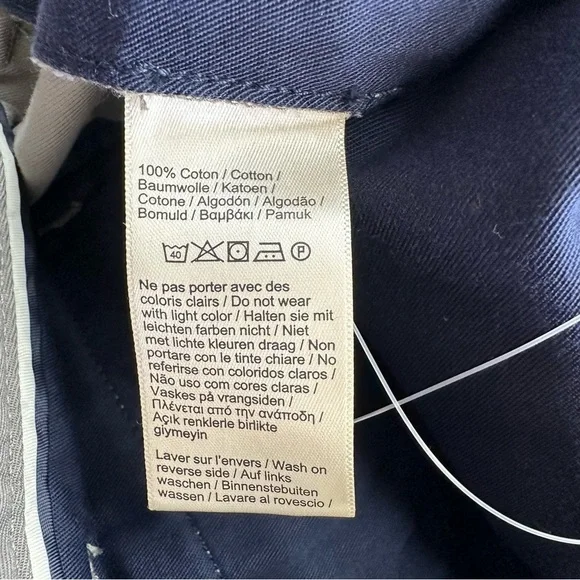 100% Coton / Cotton /
Baumwolle / Katoen /
Cotone / Algodón / Algodão /
Bomuld / Βαμβάκι / Pamuk
40 P
Ne pas porter avec des
coloris clairs / Do not wear
with light color / Halten sie mit
leichten farben nicht / Niet
met lichte kleuren draag / Non
portare con le tinte chiare / No
referirse con coloridos claros /
Não uso com cores claras /
Vaskes på vrangsiden /
Πλένεται από την ανάποδη /
Açik renklerle birlikte
giymeyin
Laver sur l'envers / Wash on
reverse side / Auf links
waschen / Binnenstebuiten
wassen / Lavare al rovescio /